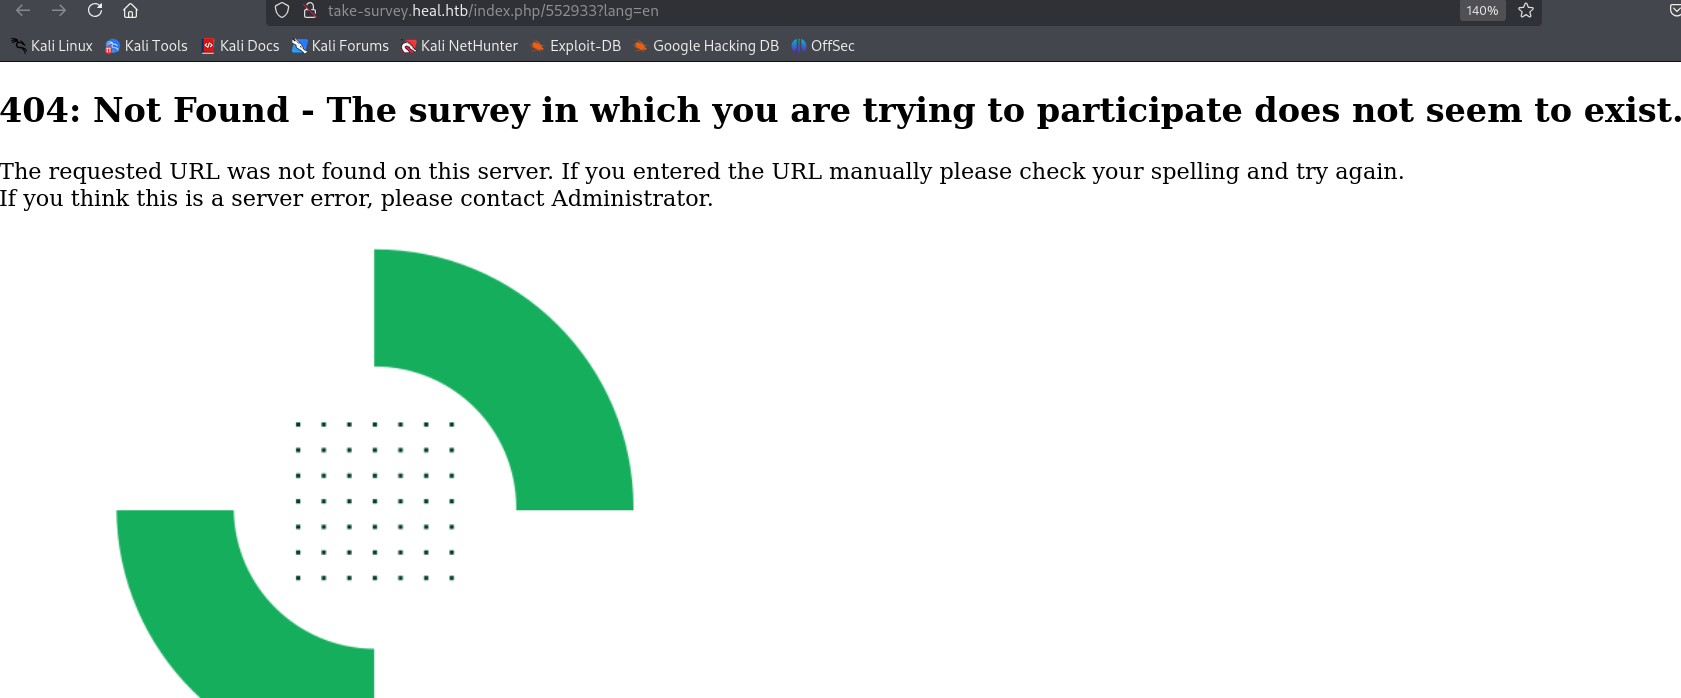 take-survey.heal.htb/index.php/552933?lang=en
140%
Kali Linux Kali Tools Kali Docs Kali Forums Kali NetHunter Exploit-DB Google Hacking DB OffSec
404: Not Found - The survey in which you are trying to participate does not seem to exist.
The requested URL was not found on this server. If you entered the URL manually please check your spelling and try again.
If you think this is a server error, please contact Administrator.